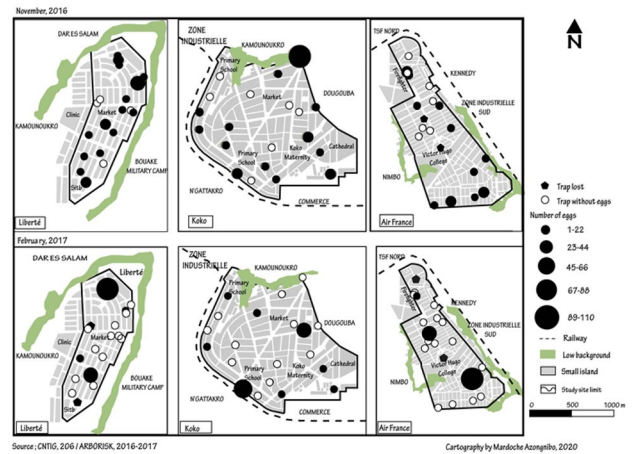 November, 2016
DAR ES SALAM
Clinic
Market
KAMOUNOUKRO
BOUAKE
MILITARY CAMP
Sitb
Liberté
ZONE
INDUSTRIELLE
KAMOUNOUKRO
Primary
School
Market
DOUGOUBA
Primary
School
Koko
Maternity
Cathedral
N'GATTAKRO
COMMERCE
Koko
TSF NORD
Firefighter
KENNEDY
ZONE INDUSTRIELLE
SUD
Victor Hugo
College
NIMBO
Air France
N
Trap lost
Trap without eggs
Number of eggs
1-22
23-44
45-66
67-88
89-110
Railway
Low background
Small island
Study site limit
0 500 1000 m
February, 2017
DAR ES SALAM
Liberté
Clinic
Market
KAMOUNOUKRO
BOUAKE
MILITARY CAMP
Sitb
Liberté
ZONE
INDUSTRIELLE
KAMOUNOUKRO
Primary
School
Market
DOUGOUBA
Primary
School
Koko
Maternity
Cathedral
N'GATTAKRO
COMMERCE
Koko
TSF NORD
Firefighter
KENNEDY
ZONE INDUSTRIELLE
SUD
Victor Hugo
College
NIMBO
Air France
Source ; CNTIG, 206 / ARBORISK, 2016-2017
Cartography by Mardoche Azongnibo, 2020